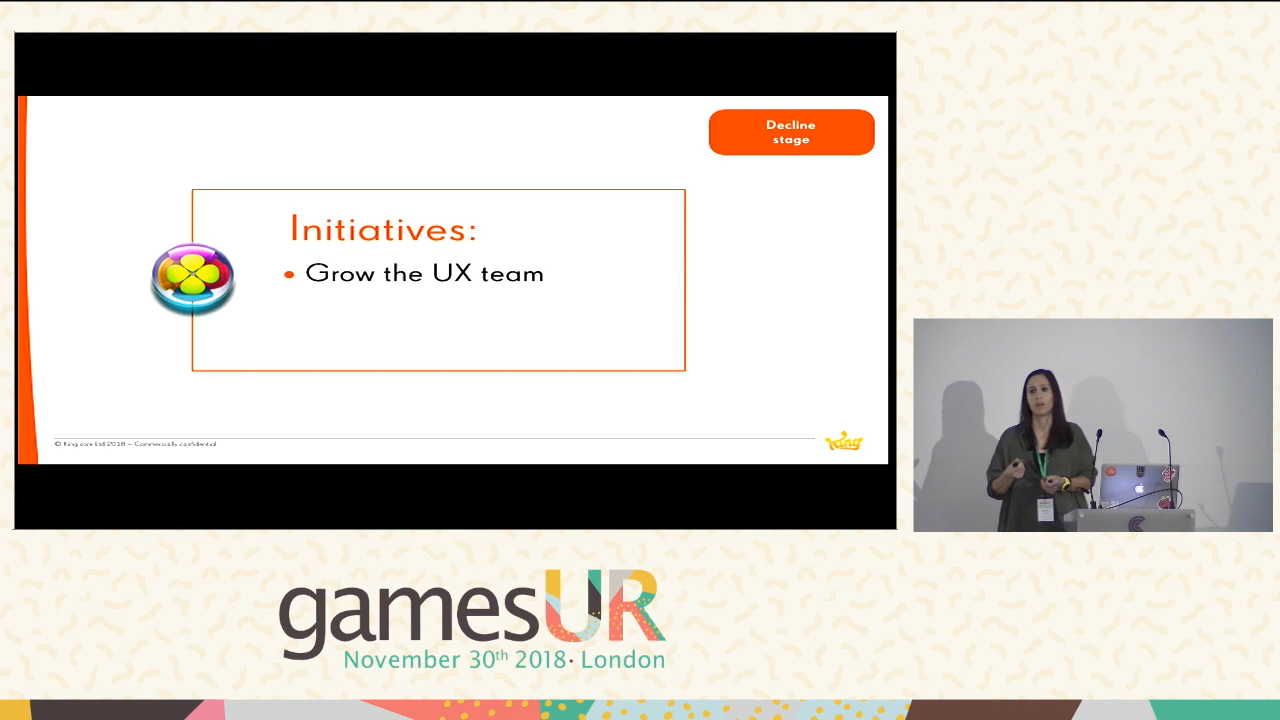 Decline
stage
Initiatives:
• Grow the UX team
© King.com Ltd 2018 – Commercially confidential
King
gamesUR
November 30th 2018 · London